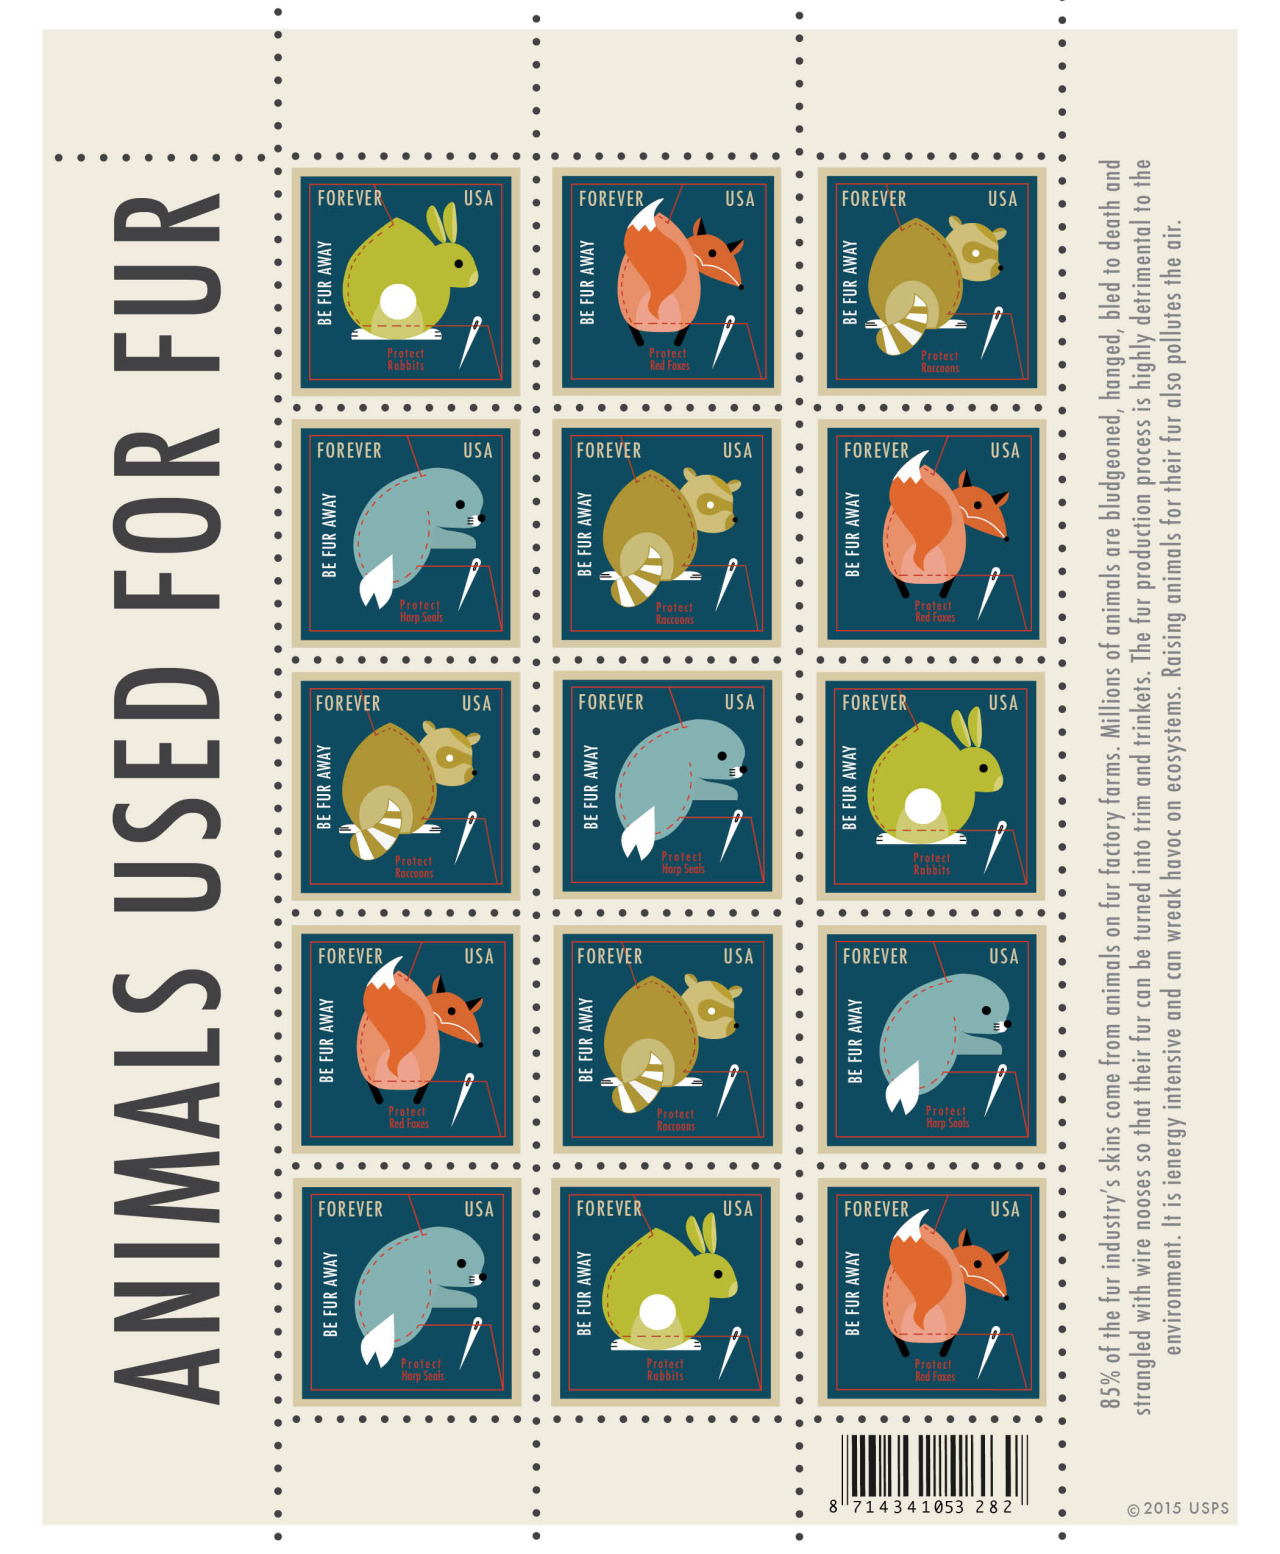 ANIMALS USED FOR FUR
FOREVER USA
BE FUR AWAY
Protect
Rabbits
FOREVER USA
BE FUR AWAY
Protect
Red Foxes
FOREVER USA
BE FUR AWAY
Protect
Raccoons
FOREVER USA
BE FUR AWAY
Protect
Harp Seals
FOREVER USA
BE FUR AWAY
Protect
Raccoons
FOREVER USA
BE FUR AWAY
Protect
Red Foxes
FOREVER USA
BE FUR AWAY
Protect
Raccoons
FOREVER USA
BE FUR AWAY
Protect
Harp Seals
FOREVER USA
BE FUR AWAY
Protect
Rabbits
FOREVER USA
BE FUR AWAY
Protect
Red Foxes
FOREVER USA
BE FUR AWAY
Protect
Raccoons
FOREVER USA
BE FUR AWAY
Protect
Harp Seals
FOREVER USA
BE FUR AWAY
Protect
Harp Seals
FOREVER USA
BE FUR AWAY
Protect
Rabbits
FOREVER USA
BE FUR AWAY
Protect
Red Foxes
85% of the fur industry's skins come from animals on fur factory farms. Millions of animals are bludgeoned, hanged, bled to death and
strangled with wire nooses so that their fur can be turned into trim and trinkets. The fur production process is highly detrimental to the
environment. It is ienergy intensive and can wreak havoc on ecosystems. Raising animals for their fur also pollutes the air.
8 714341053 282
© 2015 USPS